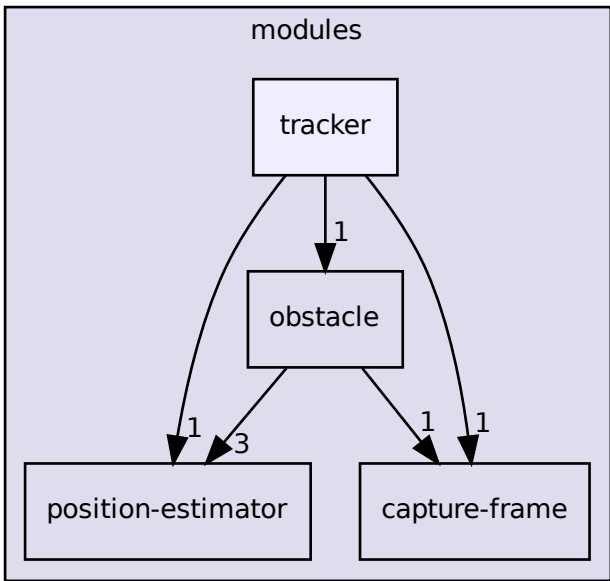 modules
tracker
1
obstacle
1
3
1
1
position-estimator
capture-frame